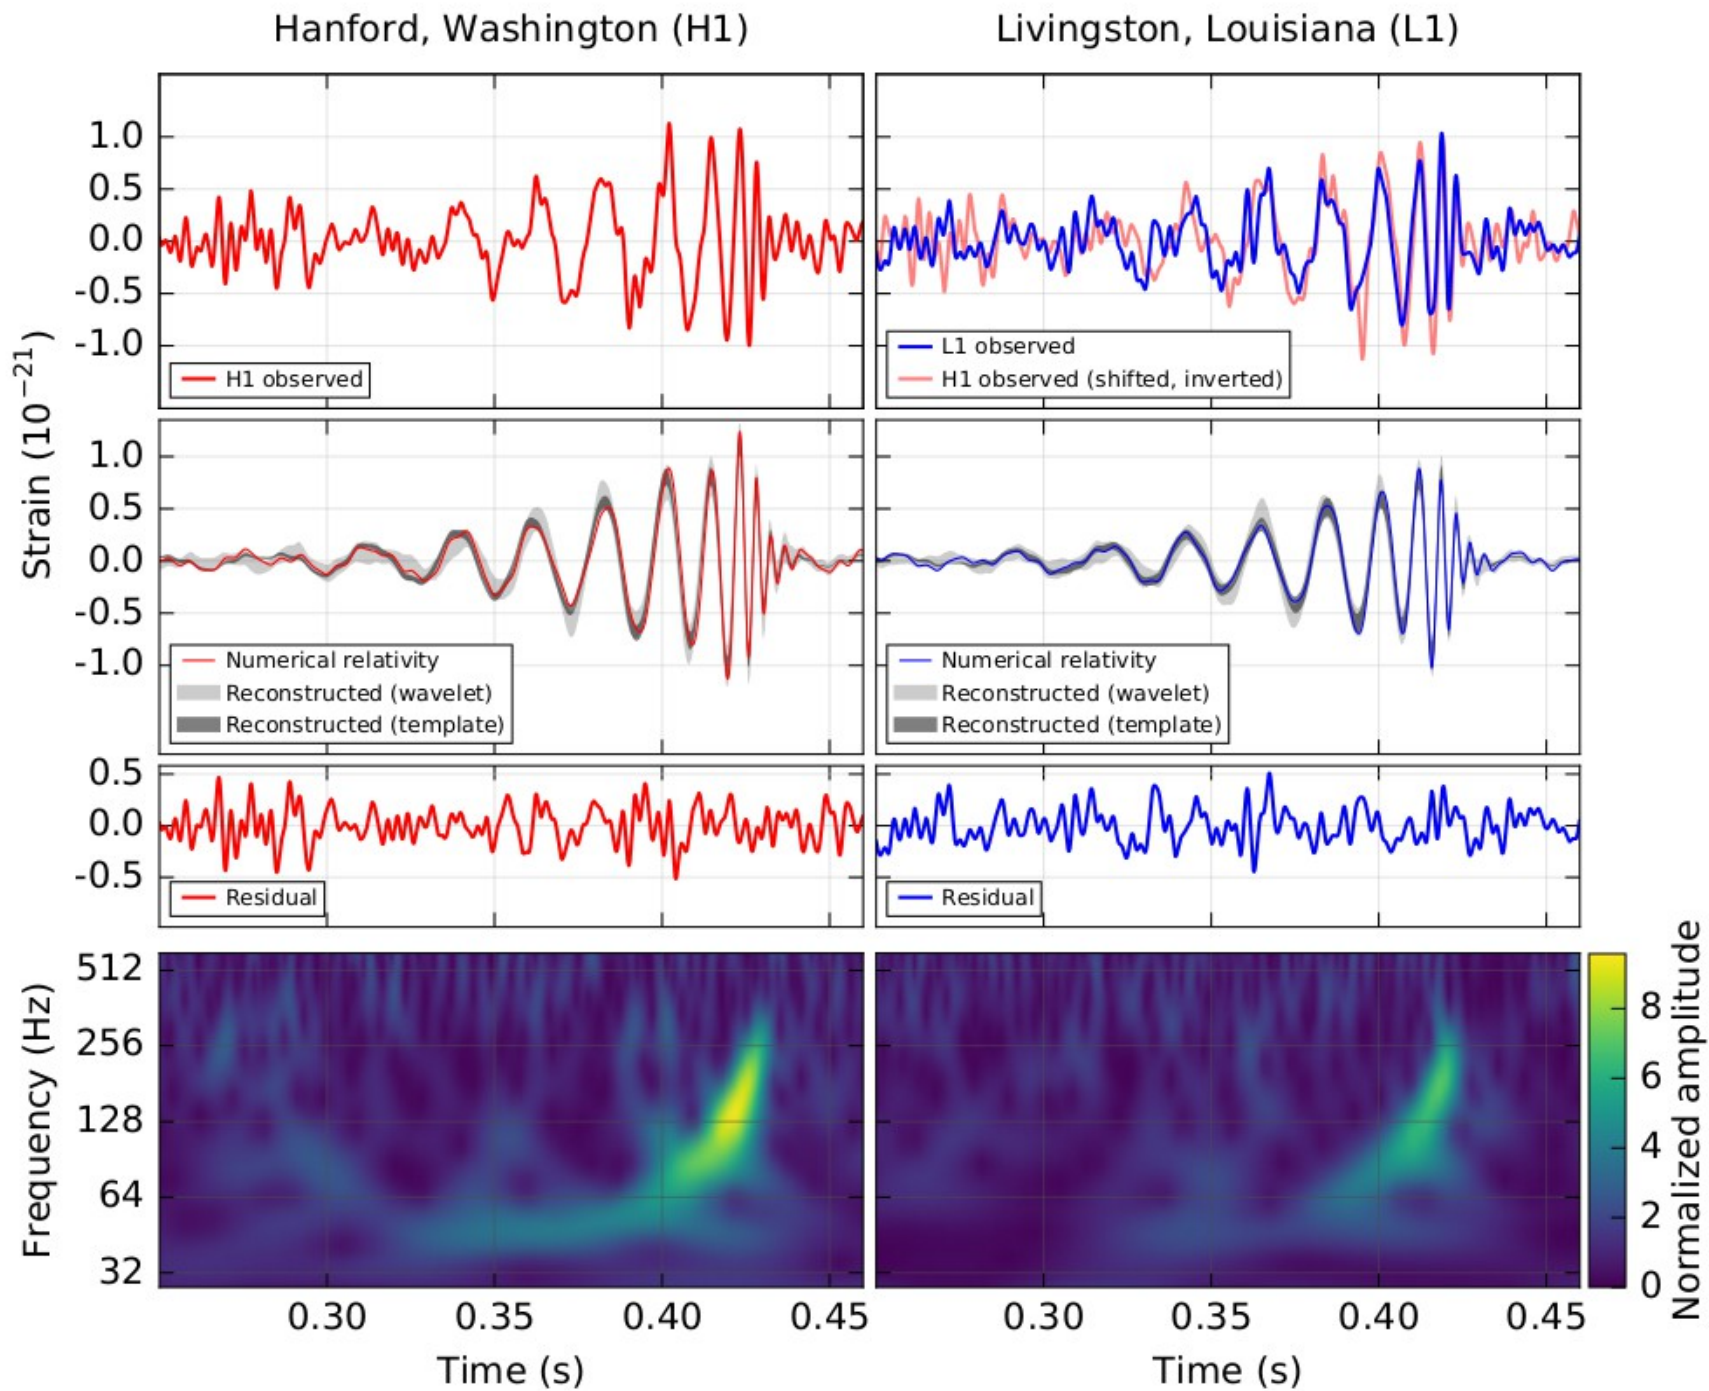 Hanford, Washington (H1)
Livingston, Louisiana (L1)
Strain (10⁻²¹)
1.0
0.5
0.0
-0.5
-1.0
H1 observed
L1 observed
H1 observed (shifted, inverted)
1.0
0.5
0.0
-0.5
-1.0
Numerical relativity
Reconstructed (wavelet)
Reconstructed (template)
Numerical relativity
Reconstructed (wavelet)
Reconstructed (template)
0.5
0.0
-0.5
Residual
Residual
Frequency (Hz)
512
256
128
64
32
0.30 0.35 0.40 0.45
Time (s)
0.30 0.35 0.40 0.45
Time (s)
8
6
4
2
0
Normalized amplitude